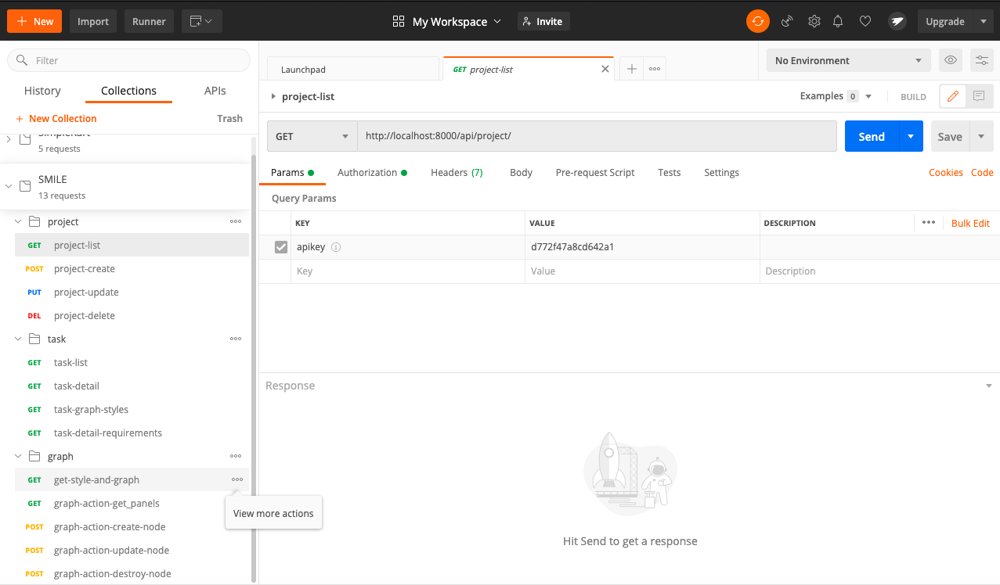 New
Import
Runner
My Workspace
Invite
Upgrade
Filter
History
Collections
APIs
New Collection
Trash
SimpleKart
5 requests
SMILE
13 requests
project
GET project-list
POST project-create
PUT project-update
DEL project-delete
task
GET task-list
GET task-detail
GET task-graph-styles
GET task-detail-requirements
graph
GET get-style-and-graph
View more actions
GET graph-action-get_panels
POST graph-action-create-node
POST graph-action-update-node
POST graph-action-destroy-node
Launchpad
GET project-list
No Environment
project-list
Examples 0
BUILD
GET
http://localhost:8000/api/project/
Send
Save
Params
Authorization
Headers (7)
Body
Pre-request Script
Tests
Settings
Cookies
Code
Query Params
KEY
VALUE
DESCRIPTION
Bulk Edit
apikey
d772f47a8cd642a1
Key
Value
Description
Response
Hit Send to get a response